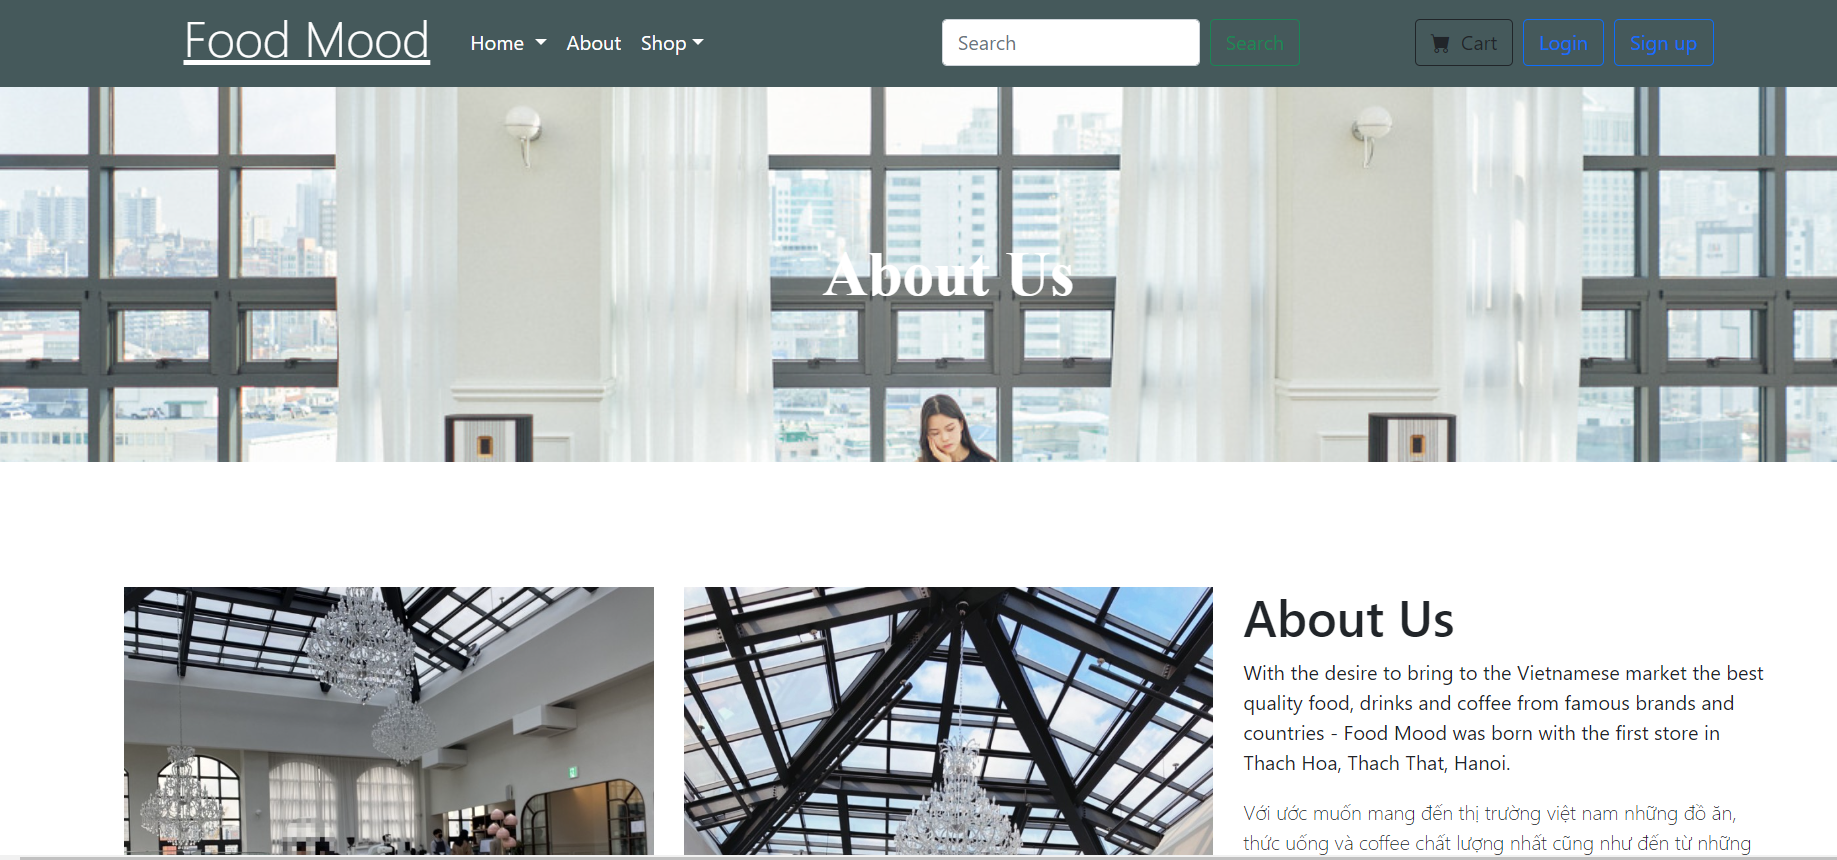 Food Mood Home About Shop Search Search Cart Login Sign up
About Us
About Us
With the desire to bring to the Vietnamese market the best
quality food, drinks and coffee from famous brands and
countries - Food Mood was born with the first store in
Thach Hoa, Thach That, Hanoi.
Với ước muốn mang đến thị trường việt nam những đồ ăn,
thức uống và coffee chất lượng nhất cũng như đến từ những